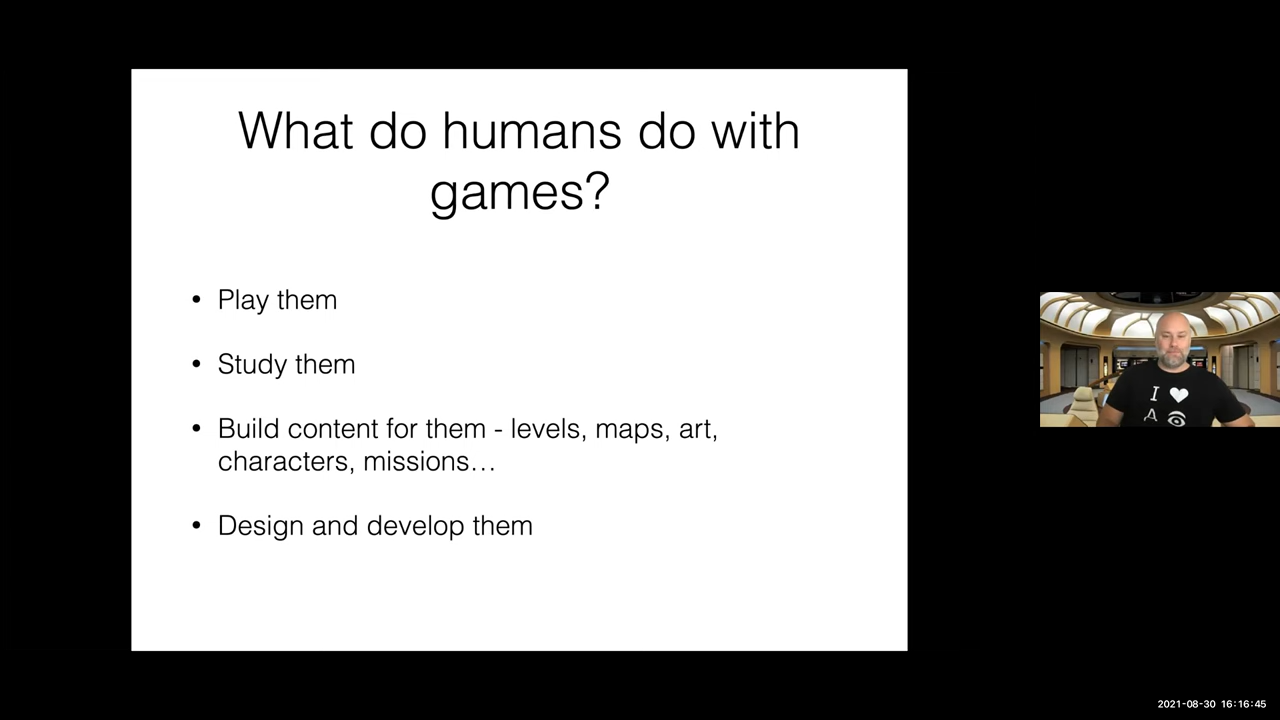 What do humans do with
games?
• Play them
• Study them
• Build content for them - levels, maps, art,
characters, missions…
• Design and develop them
I
A
2021-08-30 16:16:45